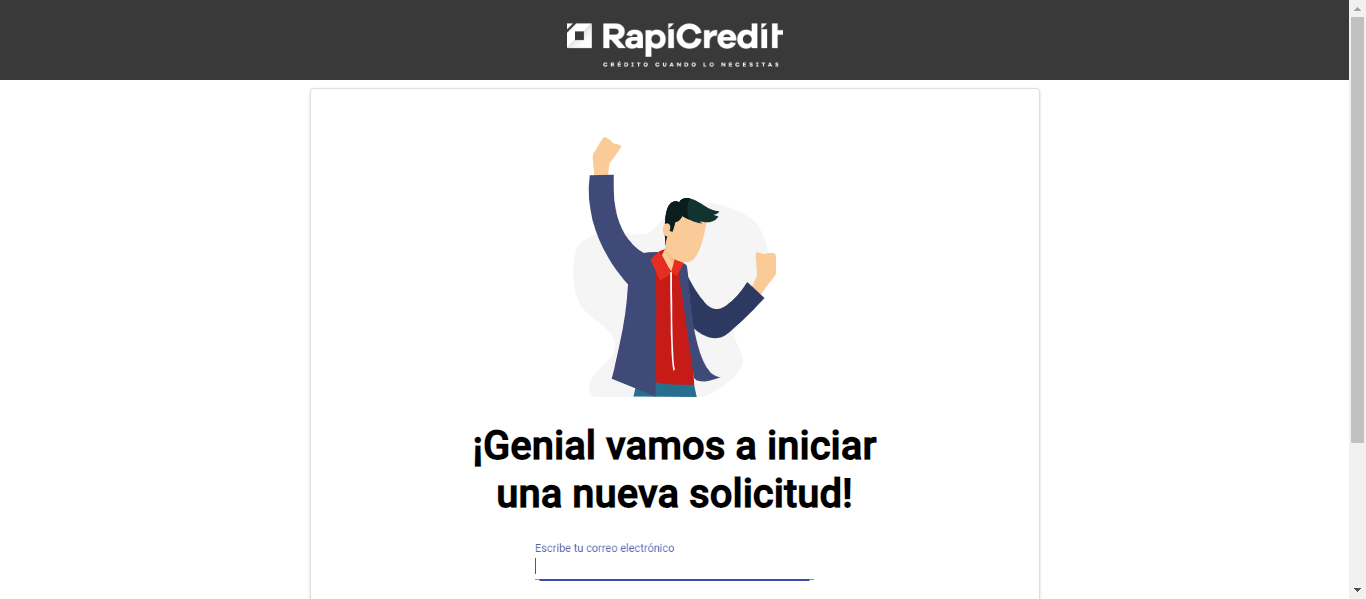 RapiCredit
CRÉDITO CUANDO LO NECESITAS
¡Genial vamos a iniciar
una nueva solicitud!
Escribe tu correo electrónico